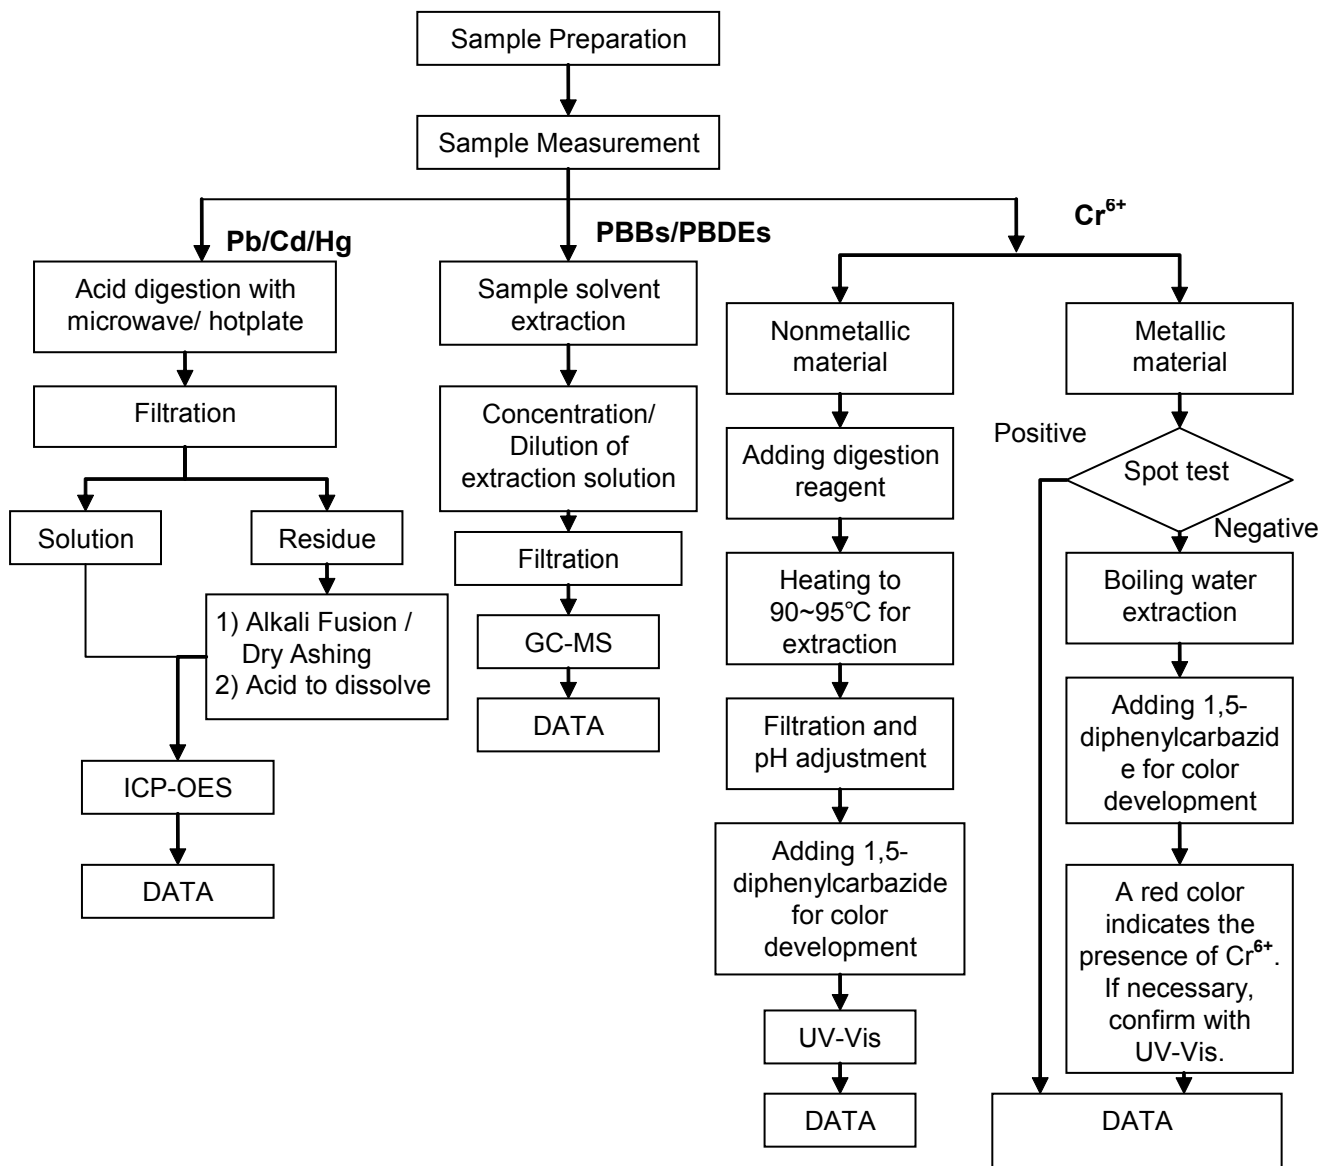 Sample Preparation
Sample Measurement
Pb/Cd/Hg
Acid digestion with
microwave/ hotplate
Filtration
Solution
Residue
1) Alkali Fusion /
Dry Ashing
2) Acid to dissolve
ICP-OES
DATA
PBBs/PBDEs
Sample solvent
extraction
Concentration/
Dilution of
extraction solution
Filtration
GC-MS
DATA
Cr⁶⁺
Nonmetallic
material
Adding digestion
reagent
Heating to
90~95℃ for
extraction
Filtration and
pH adjustment
Adding 1,5-
diphenylcarbazide
for color
development
UV-Vis
DATA
Metallic
material
Positive
Spot test
Negative
Boiling water
extraction
Adding 1,5-
diphenylcarbazid
e for color
development
A red color
indicates the
presence of Cr⁶⁺.
If necessary,
confirm with
UV-Vis.
DATA